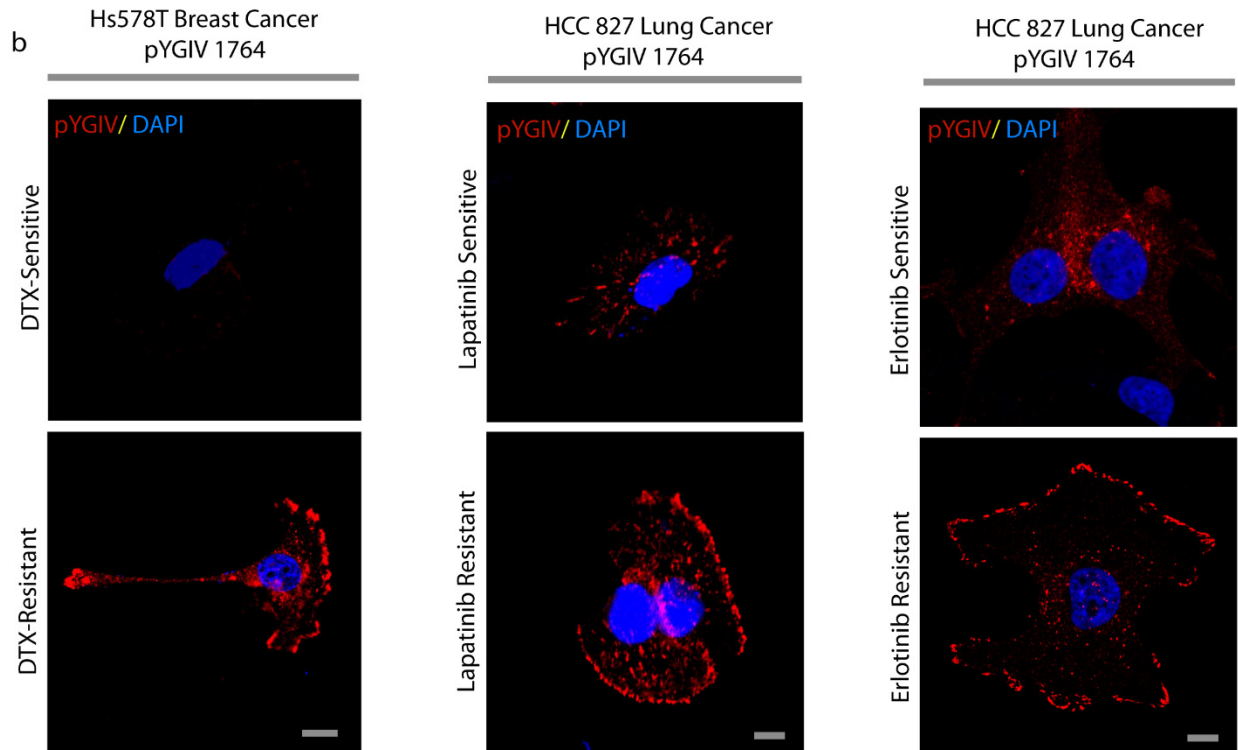 b
Hs578T Breast Cancer
pYGIV 1764
HCC 827 Lung Cancer
pYGIV 1764
HCC 827 Lung Cancer
pYGIV 1764
DTX-Sensitive
pYGIV/ DAPI
Lapatinib Sensitive
pYGIV/ DAPI
Erlotinib Sensitive
pYGIV/ DAPI
DTX-Resistant
Lapatinib Resistant
Erlotinib Resistant